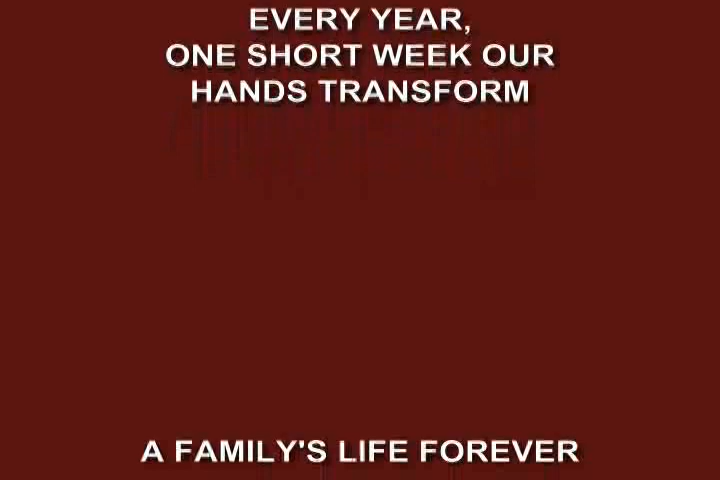 EVERY YEAR,
ONE SHORT WEEK OUR
HANDS TRANSFORM
A FAMILY'S LIFE FOREVER